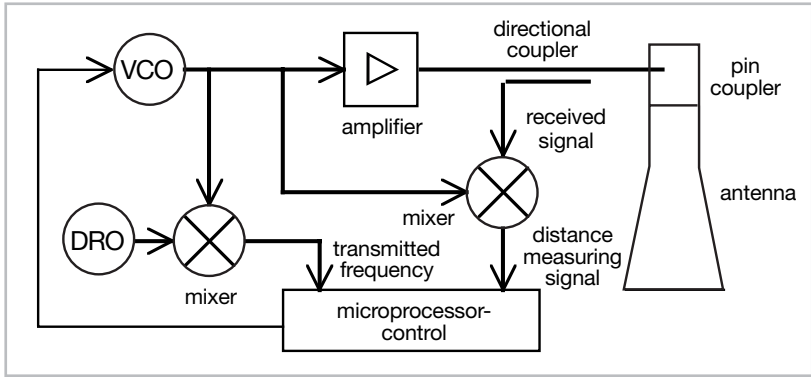 VCO
amplifier
directional
coupler
pin
coupler
received
signal
antenna
mixer
DRO
mixer
transmitted
frequency
distance
measuring
signal
microprocessor-
control